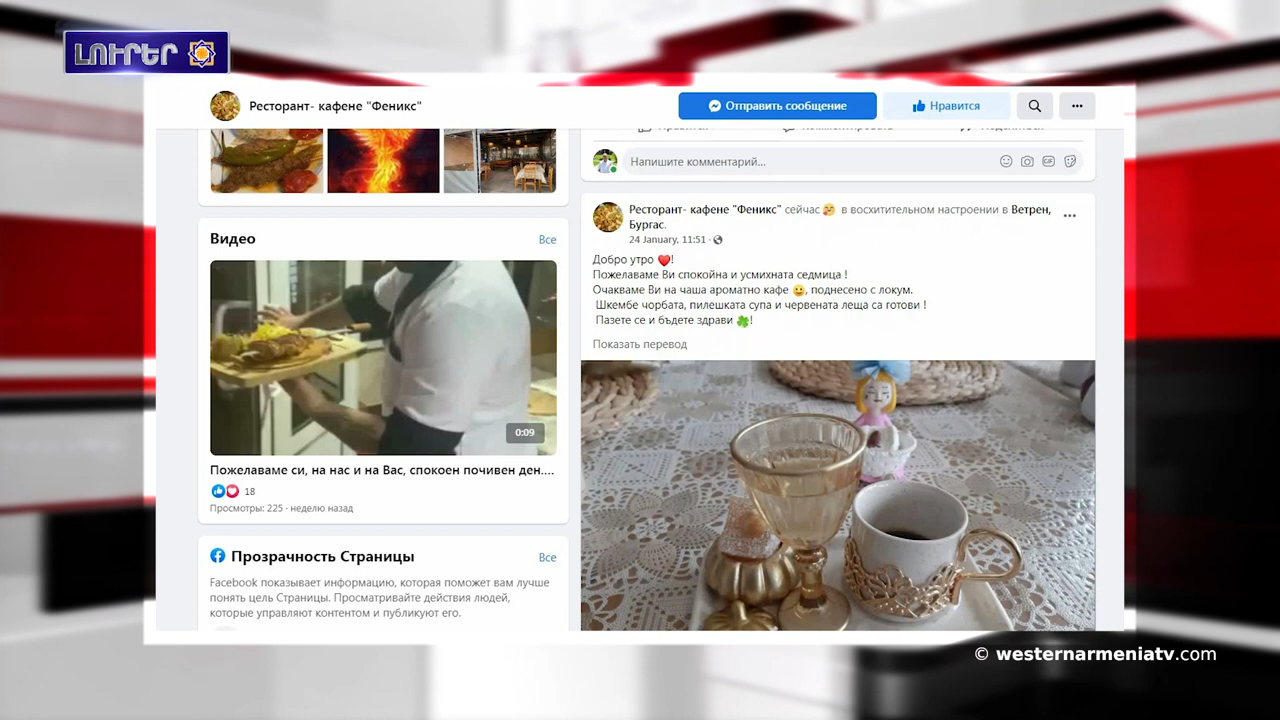 ԼՈՒՐԵՐ
Ресторант- кафене "Феникс"
Отправить сообщение
Нравится
Напишите комментарий...
GIF
Видео
Все
0:09
Пожелаваме си, на нас и на Вас, спокоен почивен ден....
18
Просмотры: 225 · неделю назад
Прозрачность Страницы
Все
Facebook показывает информацию, которая поможет вам лучше
понять цель Страницы. Просматривайте действия людей,
которые управляют контентом и публикуют его.
Ресторант- кафене "Феникс" сейчас 🥰 в восхитительном настроении в Ветрен,
Бургас.
24 January, 11:51 ·
Добро утро ❤️!
Пожелаваме Ви спокойна и усмихната седмица !
Очакваме Ви на чаша ароматно кафе 😀, поднесено с локум.
Шкембе чорбата, пилешката супа и червената леща са готови !
Пазете се и бъдете здрави 🍀!
Показать перевод
© westernarmeniatv.com